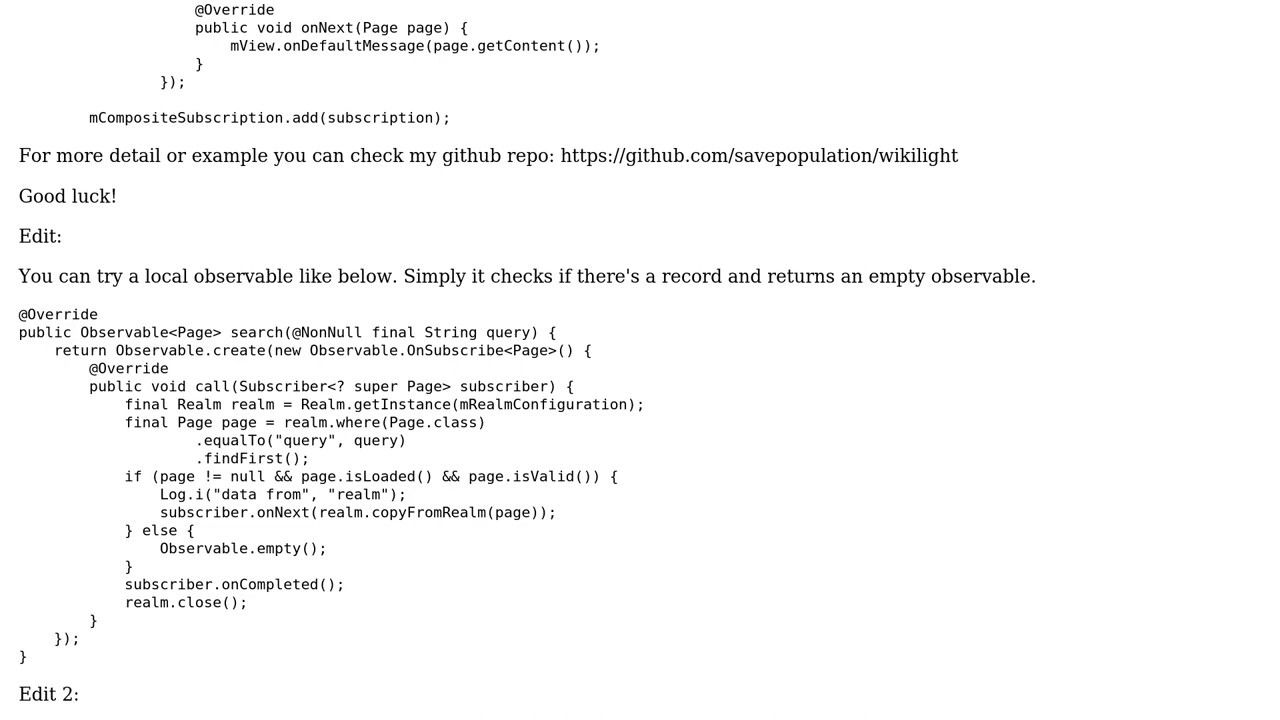 @Override
                    public void onNext(Page page) {
                        mView.onDefaultMessage(page.getContent());
                    }
                });

        mCompositeSubscription.add(subscription);
For more detail or example you can check my github repo: https://github.com/savepopulation/wikilight
Good luck!
Edit:
You can try a local observable like below. Simply it checks if there's a record and returns an empty observable.
@Override
public Observable<Page> search(@NonNull final String query) {
    return Observable.create(new Observable.OnSubscribe<Page>() {
        @Override
        public void call(Subscriber<? super Page> subscriber) {
            final Realm realm = Realm.getInstance(mRealmConfiguration);
            final Page page = realm.where(Page.class)
                    .equalTo("query", query)
                    .findFirst();
            if (page != null && page.isLoaded() && page.isValid()) {
                Log.i("data from", "realm");
                subscriber.onNext(realm.copyFromRealm(page));
            } else {
                Observable.empty();
            }
            subscriber.onCompleted();
            realm.close();
        }
    });
}
Edit 2: